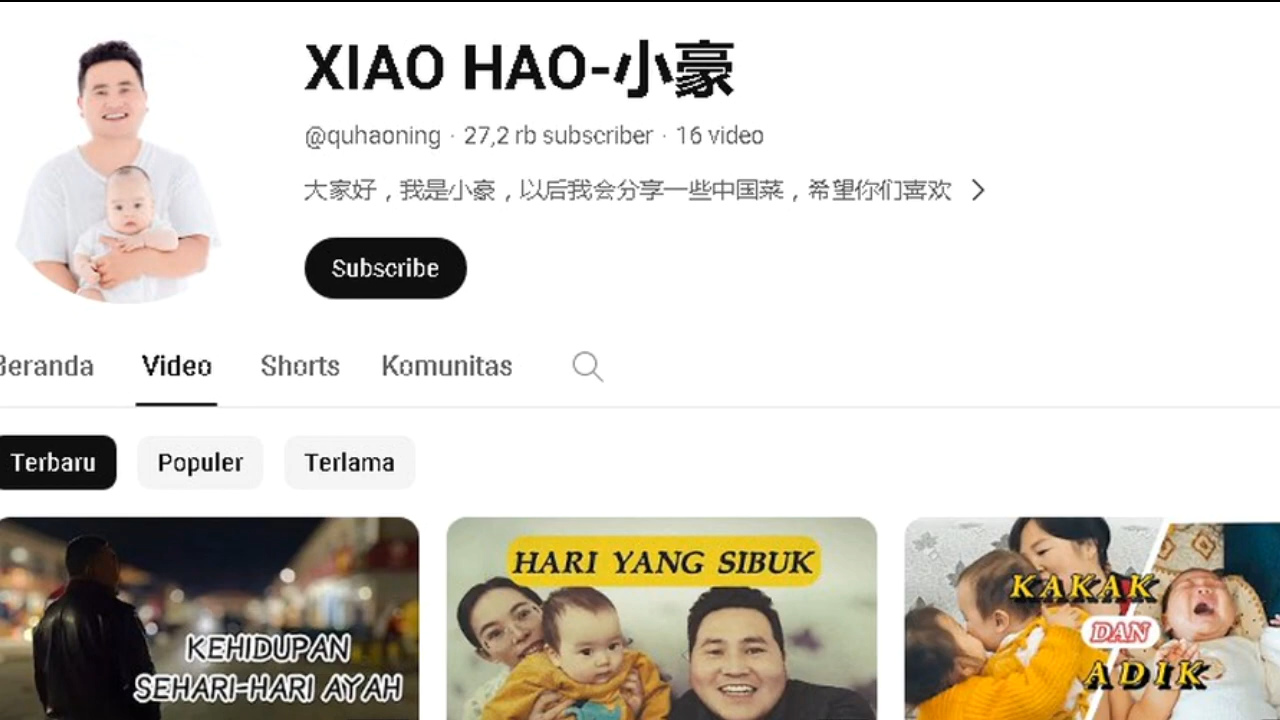 XIAO HAO-小豪
@quhaoning · 27,2 rb subscriber · 16 video
大家好，我是小豪，以后我会分享一些中国菜，希望你们喜欢
Subscribe
Beranda Video Shorts Komunitas
Terbaru Populer Terlama
KEHIDUPAN
SEHARI-HARI AYAH
HARI YANG SIBUK
KAKAK
DAN
ADIK